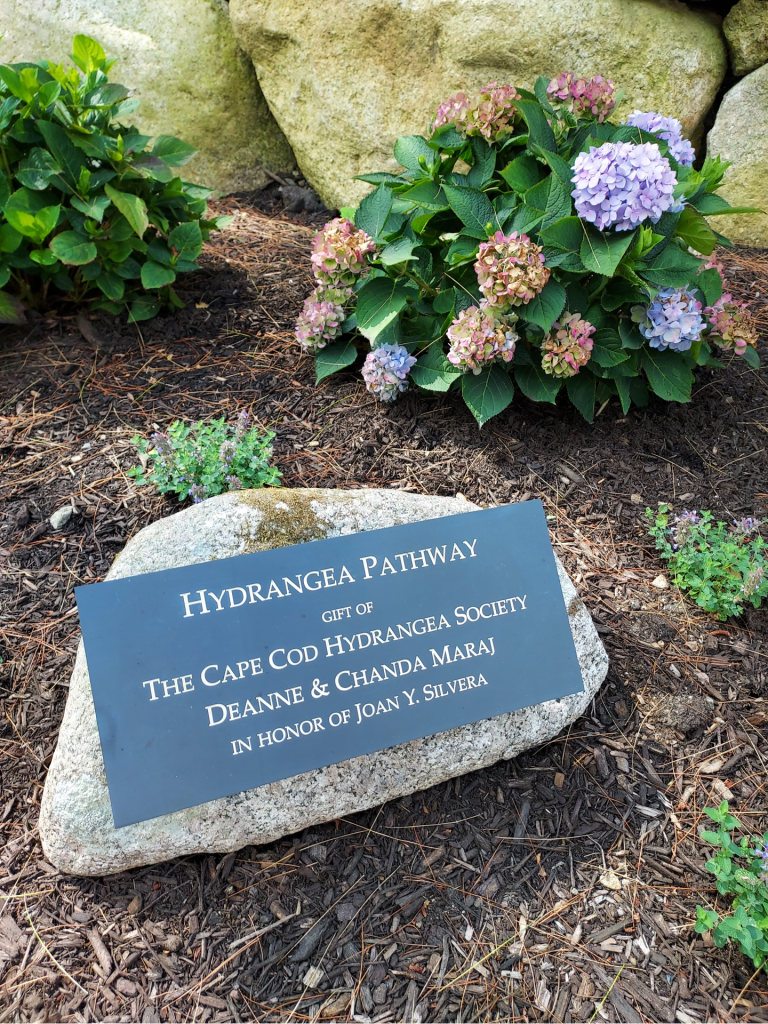 HYDRANGEA PATHWAY
GIFT OF
THE CAPE COD HYDRANGEA SOCIETY
DEANNE & CHANDA MARAJ
IN HONOR OF JOAN Y. SILVERA